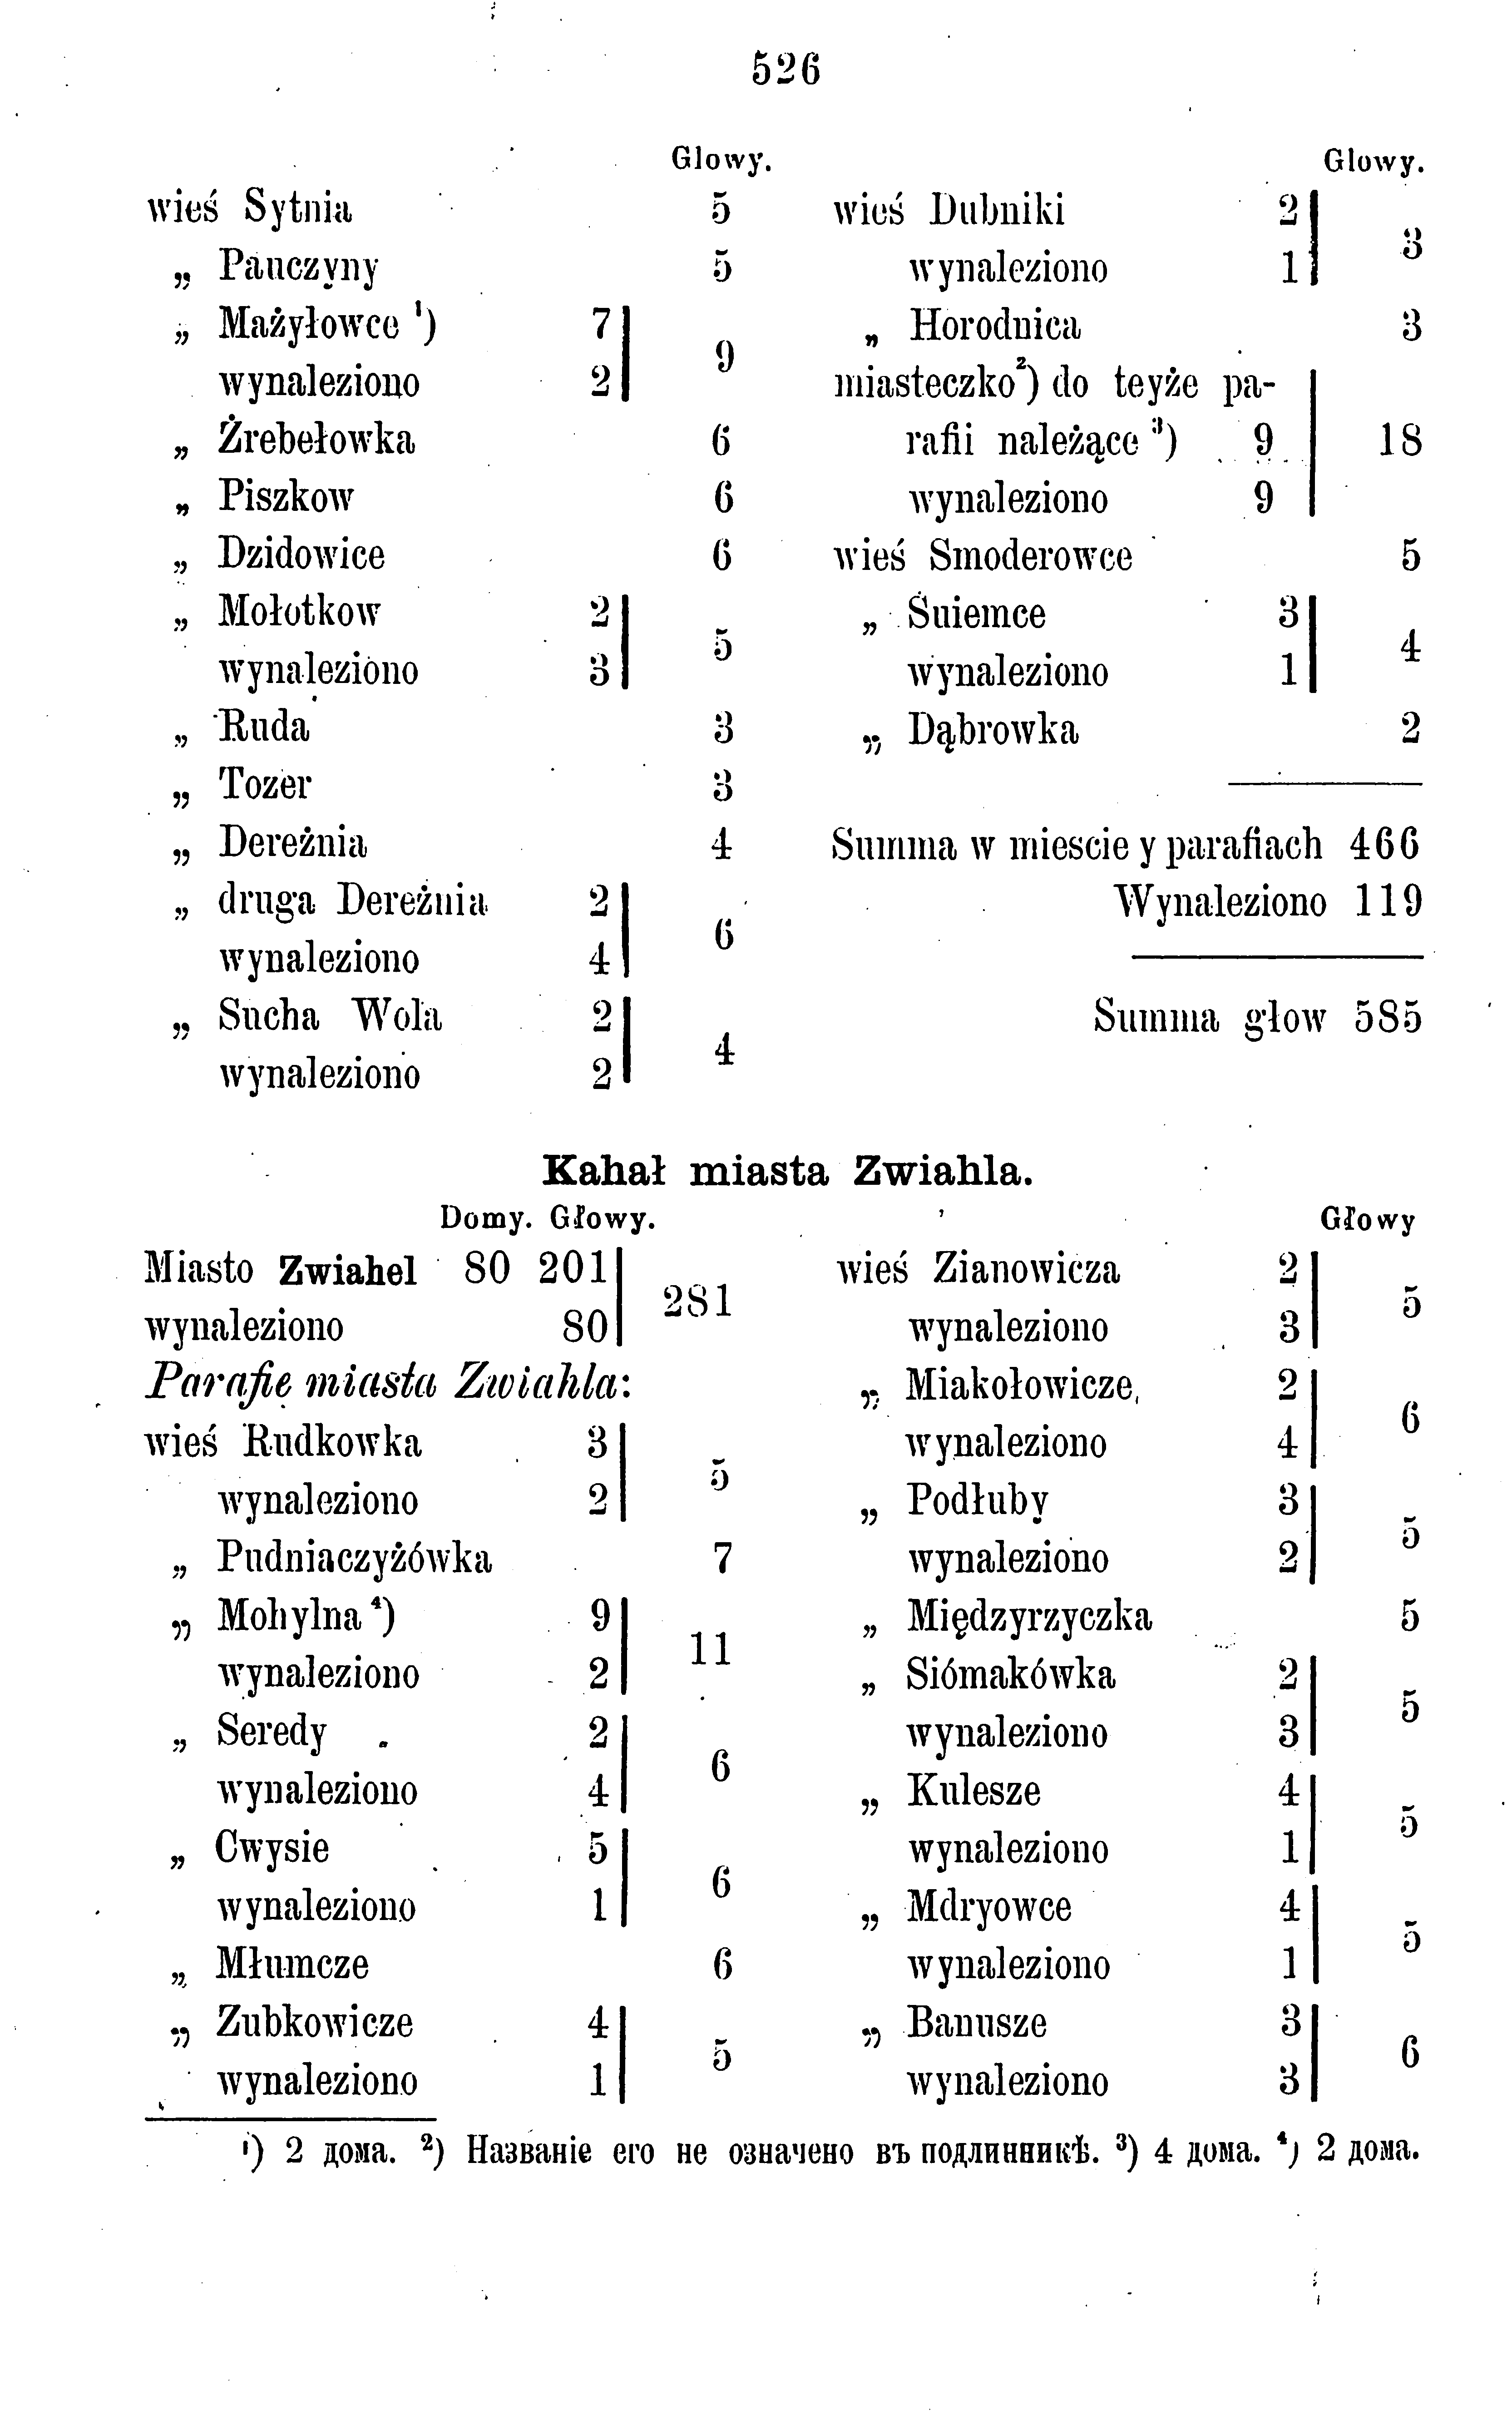 526
Glowy.
wieś Sytnia 5
„ Pauczyny 5
„ Mażyłowce ¹) 7
9
wynaleziono 2
„ Żrebełowka 6
„ Piszkow 6
„ Dzidowice 6
„ Mołotkow 2
5
wynaleziono 3
„ Ruda 3
„ Tozer 3
„ Dereźnia 4
„ druga Dereźnia 2
6
wynaleziono 4
„ Sucha Wola 2
4
wynaleziono 2
Glowy.
wieś Dubniki 2
3
wynaleziono 1
„ Horodnica 3
miasteczko²) do teyże pa-
rafii należące ³) 9 18
wynaleziono 9
wieś Smoderowce 5
„ Śniemce 3
4
wynaleziono 1
„ Dąbrowka 2
Summa w miescie y parafiach 466
Wynaleziono 119
Summa głow 585
Kahał miasta Zwiahla.
Domy. Głowy.
Miasto Zwiahel 80 201
281
wynaleziono 80
Parafie miasta Zwiahla:
wieś Rudkowka 3
5
wynaleziono 2
„ Pudniaczyżówka 7
„ Mohylna ⁴) 9
11
wynaleziono 2
„ Seredy 2
6
wynaleziono 4
„ Cwysie 5
6
wynaleziono 1
„ Młumcze 6
„ Zubkowicze 4
5
wynaleziono 1
Głowy
wieś Zianowicza 2
5
wynaleziono 3
„ Miakołowicze, 2
6
wynaleziono 4
„ Podłuby 3
5
wynaleziono 2
„ Międzyrzyczka 5
„ Siómakówka 2
5
wynaleziono 3
„ Kulesze 4
5
wynaleziono 1
„ Mdryowce 4
5
wynaleziono 1
„ Banusze 3
6
wynaleziono 3
¹) 2 дома. ²) Названіе его не означено въ подлинникѣ. ³) 4 дома. ⁴) 2 дома.